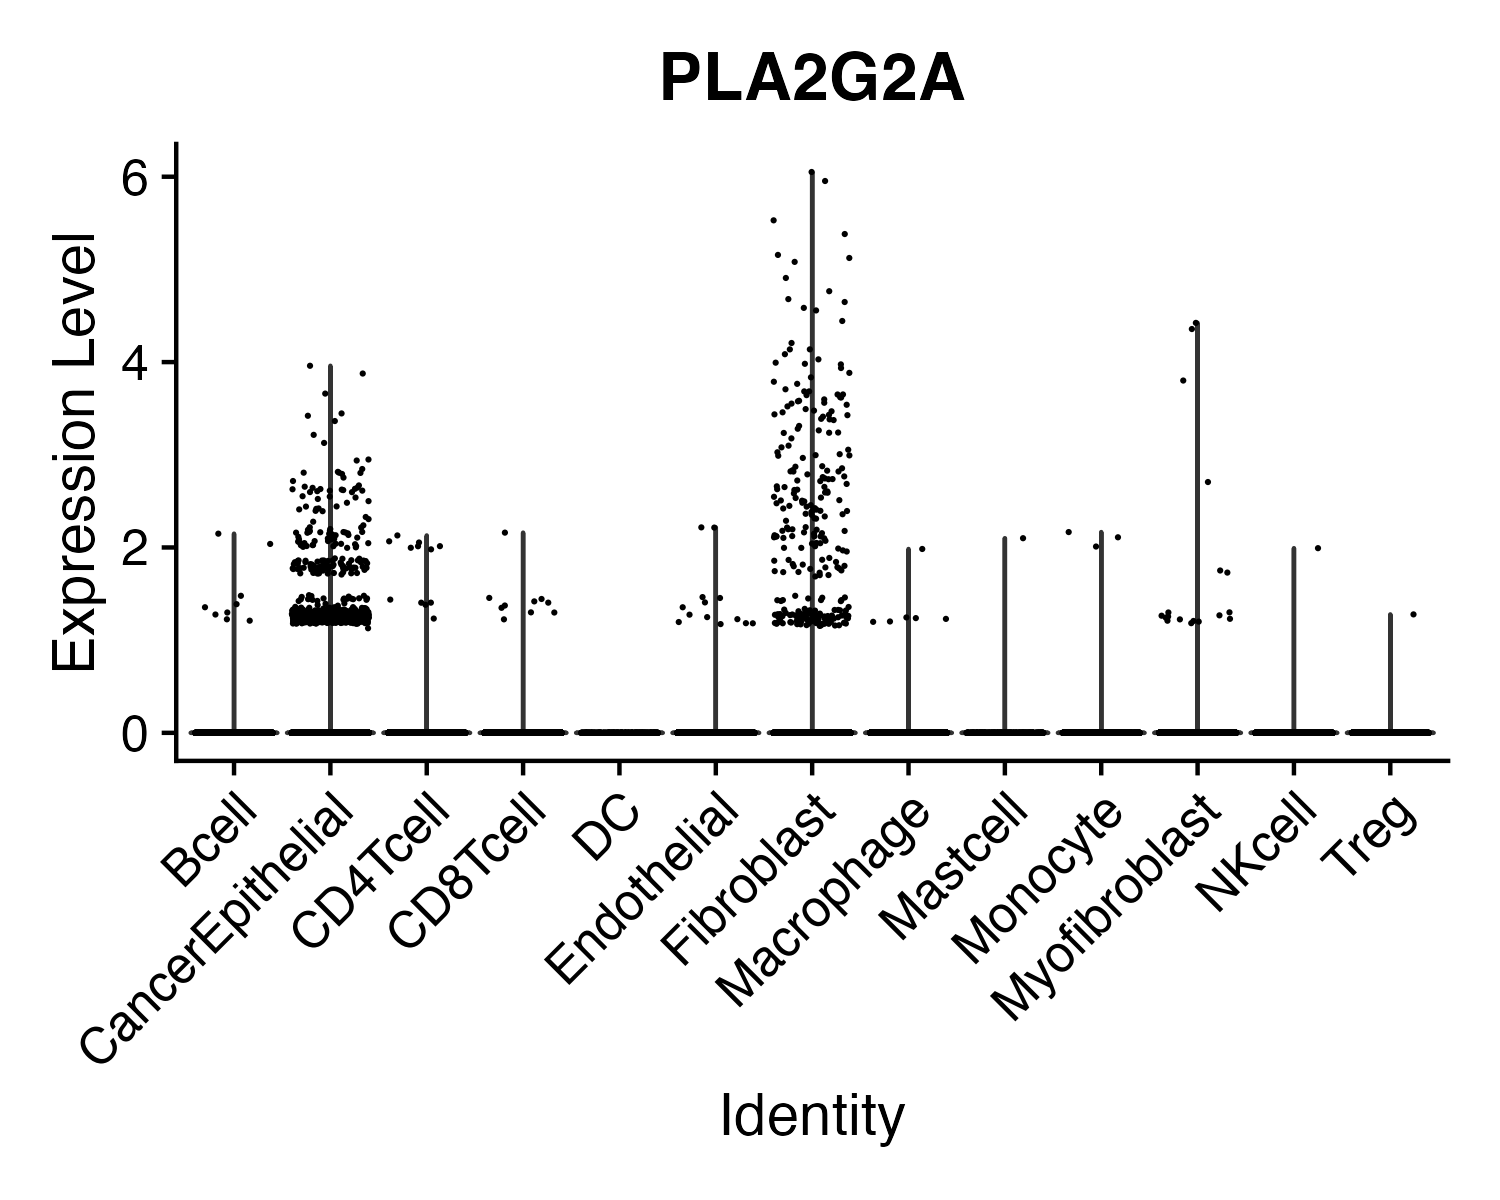 PLA2G2A
Expression Level
6
4
2
0
Bcell
CancerEpithelial
CD4Tcell
CD8Tcell
DC
Endothelial
Fibroblast
Macrophage
Mastcell
Monocyte
Myofibroblast
NKcell
Treg
Identity